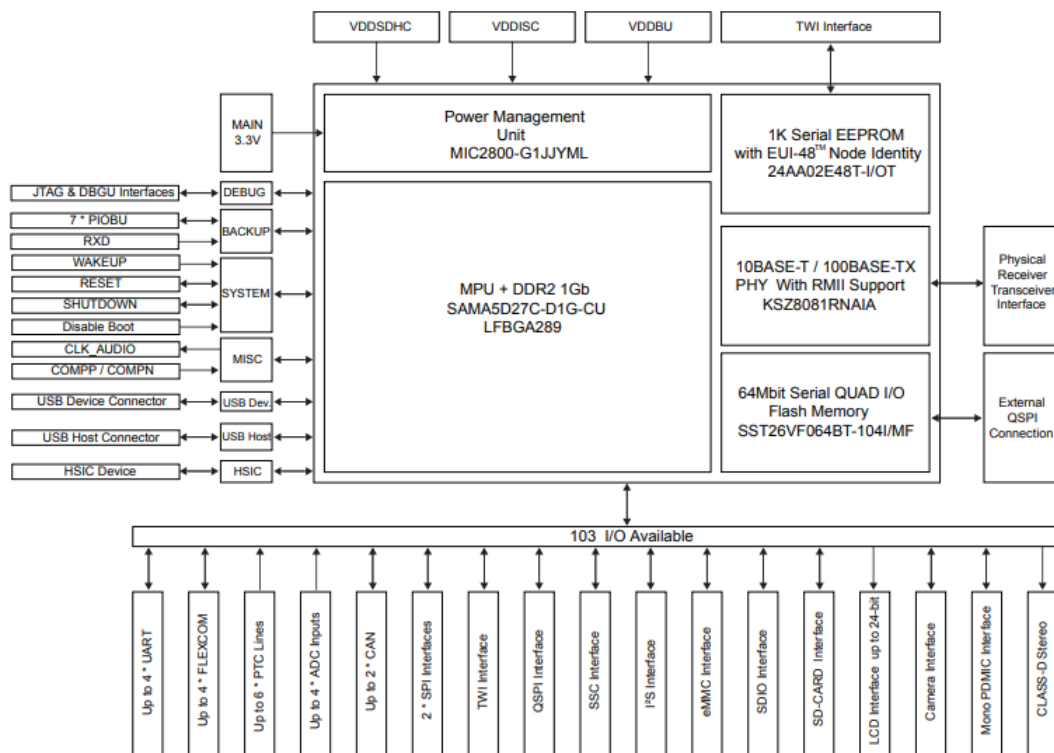 VDDSDHC
VDDISC
VDDBU
TWI Interface
MAIN
3.3V
Power Management
Unit
MIC2800-G1JJYML
1K Serial EEPROM
with EUI-48™ Node Identity
24AA02E48T-I/OT
JTAG & DBGU Interfaces
DEBUG
7 * PIOBU
RXD
BACKUP
WAKEUP
RESET
SHUTDOWN
Disable Boot
SYSTEM
CLK_AUDIO
COMPP / COMPN
MISC
USB Device Connector
USB Dev.
USB Host Connector
USB Host
HSIC Device
HSIC
MPU + DDR2 1Gb
SAMA5D27C-D1G-CU
LFBGA289
10BASE-T / 100BASE-TX
PHY With RMII Support
KSZ8081RNAIA
Physical
Receiver
Transceiver
Interface
64Mbit Serial QUAD I/O
Flash Memory
SST26VF064BT-104I/MF
External
QSPI
Connection
103 I/O Available
Up to 4 * UART
Up to 4 * FLEXCOM
Up to 6 * PTC Lines
Up to 4 * ADC Inputs
Up to 2 * CAN
2 * SPI Interfaces
TWI Interface
QSPI Interface
SSC Interface
I²S Interface
eMMC Interface
SDIO Interface
SD-CARD Interface
LCD Interface up to 24-bit
Camera Interface
Mono PDMIC Interface
CLASS-D Stereo